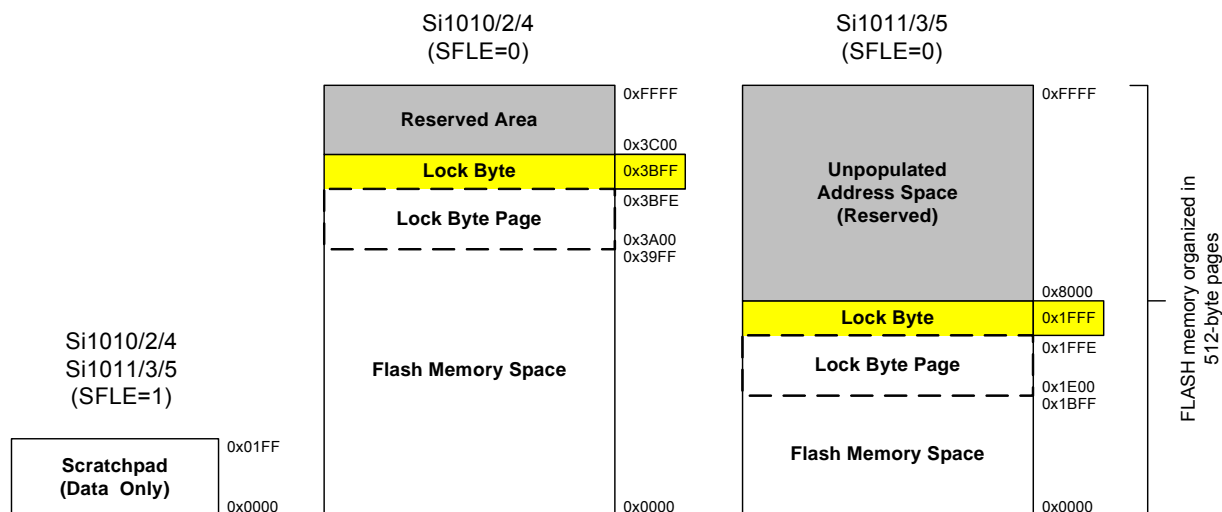 Si1010/2/4
(SFLE=0)
Si1011/3/5
(SFLE=0)
0xFFFF
Reserved Area
0x3C00
Lock Byte
0x3BFF
0x3BFE
Lock Byte Page
0x3A00
0x39FF
Flash Memory Space
0x0000
0xFFFF
Unpopulated
Address Space
(Reserved)
0x8000
Lock Byte
0x1FFF
0x1FFE
Lock Byte Page
0x1E00
0x1BFF
Flash Memory Space
0x0000
FLASH memory organized in
512-byte pages
Si1010/2/4
Si1011/3/5
(SFLE=1)
0x01FF
Scratchpad
(Data Only)
0x0000